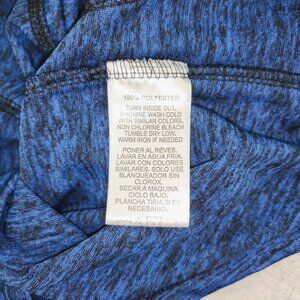 100% POLYESTER
TURN INSIDE OUT,
MACHINE WASH COLD
WITH SIMILAR COLORS.
NON CHLORINE BLEACH
TUMBLE DRY LOW.
WARM IRON IF NEEDED
PONER AL REVES.
LAVAR EN AGUA FRIA.
LAVAR CON COLORES
SIMILARES, SOLO USE
BLANQUEADOR SIN
CLOROX.
SECAR A MAQUINA
CICLO BAJO,
PLANCHA TIBIA SI ES
NECESARIO.